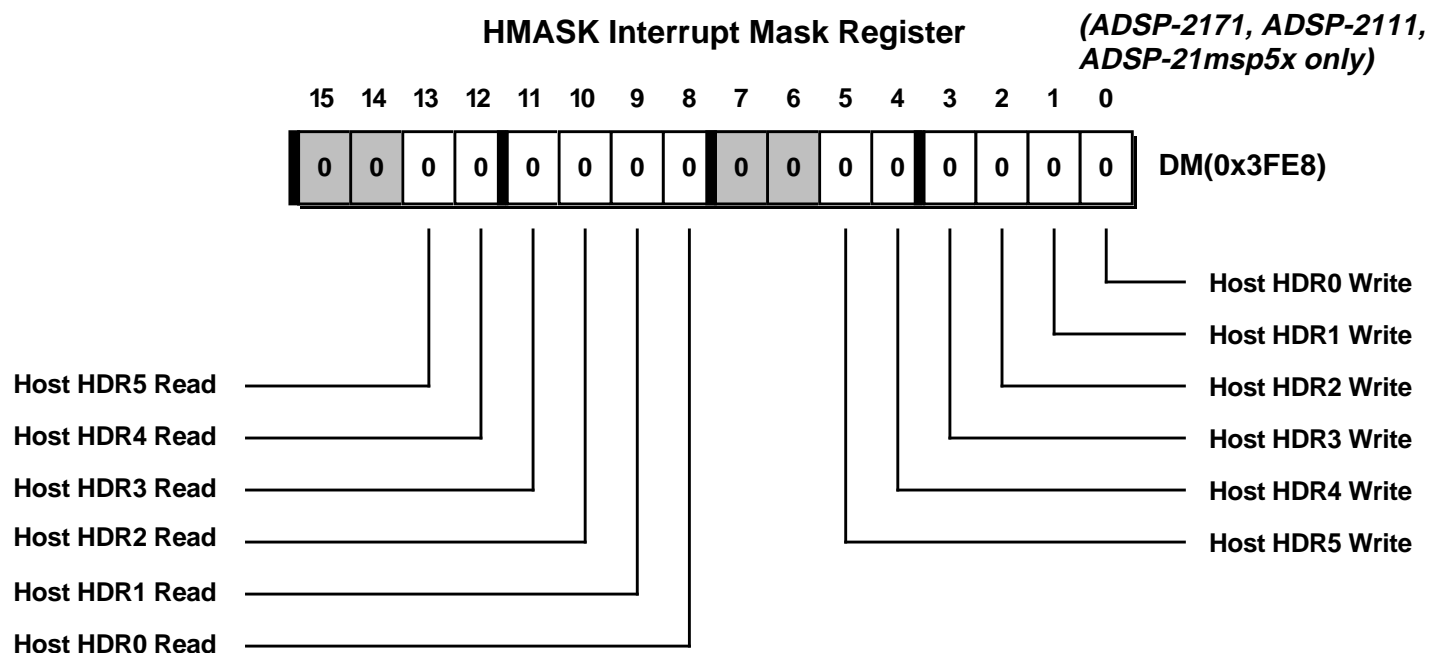 HMASK Interrupt Mask Register
(ADSP-2171, ADSP-2111,
ADSP-21msp5x only)
15 14 13 12 11 10 9 8 7 6 5 4 3 2 1 0
0 0 0 0 0 0 0 0 0 0 0 0 0 0 0 0 DM(0x3FE8)
Host HDR0 Write
Host HDR1 Write
Host HDR5 Read Host HDR2 Write
Host HDR4 Read Host HDR3 Write
Host HDR3 Read Host HDR4 Write
Host HDR2 Read Host HDR5 Write
Host HDR1 Read
Host HDR0 Read